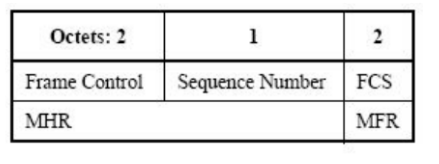 Octets: 2 1 2
Frame Control Sequence Number FCS
MHR MFR